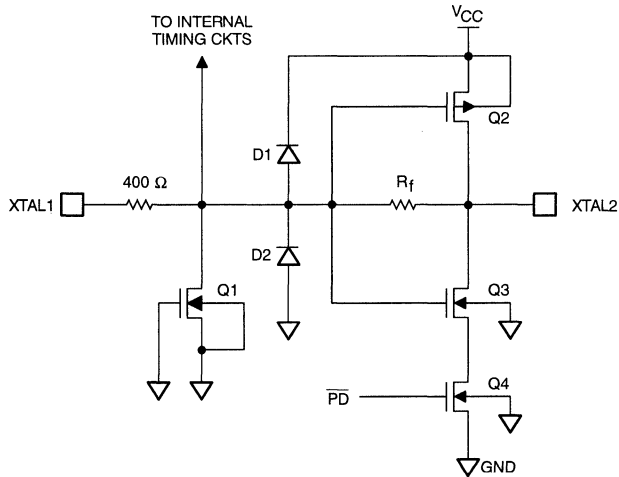 TO INTERNAL
TIMING CKTS
VCC
Q2
D1
400 Ω
Rf
XTAL1
XTAL2
D2
Q1
Q3
PD
Q4
GND